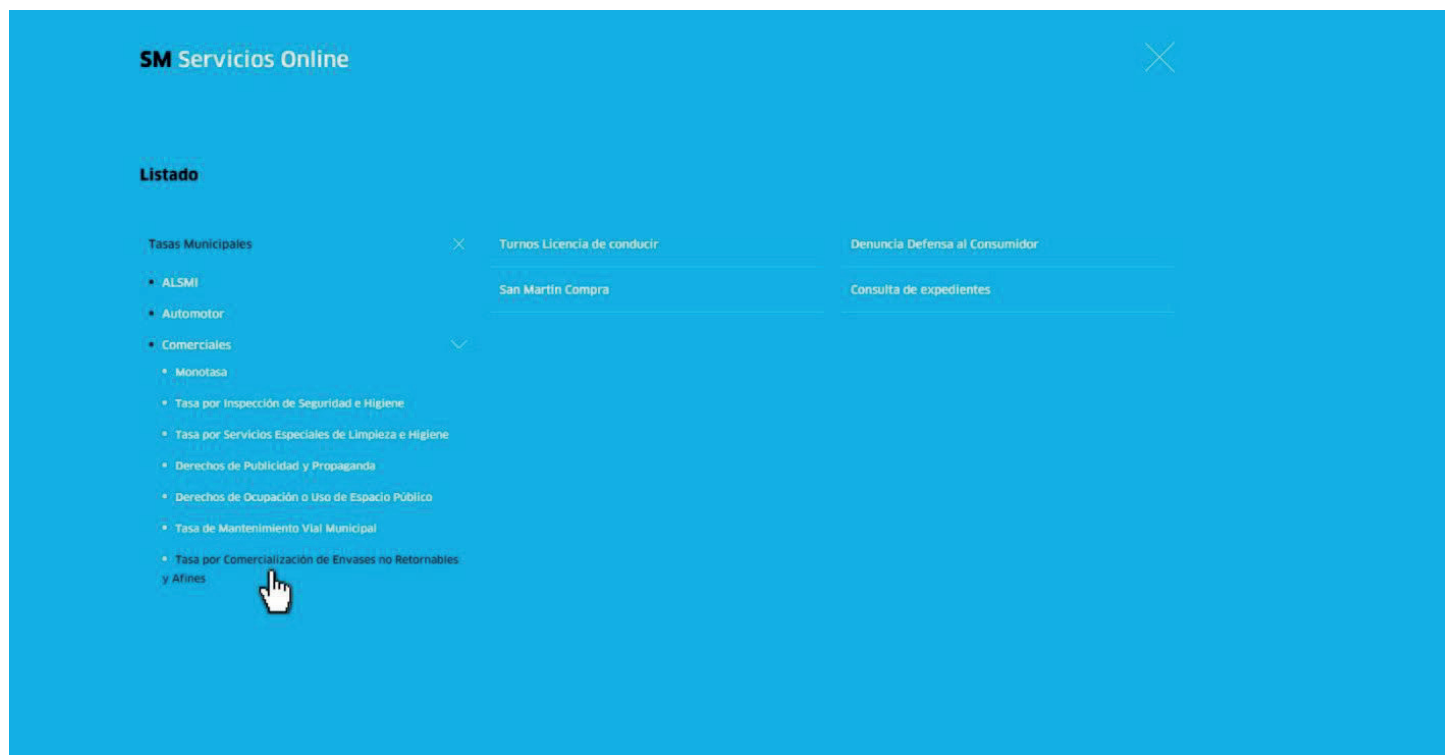 SM Servicios Online
Listado
Tasas Municipales
ALSMI
Automotor
Comerciales
Monotasa
Tasa por Inspección de Seguridad e Higiene
Tasa por Servicios Especiales de Limpieza e Higiene
Derechos de Publicidad y Propaganda
Derechos de Ocupación o Uso de Espacio Público
Tasa de Mantenimiento Vial Municipal
Tasa por Comercialización de Envases no Retornables
y Afines
Turnos Licencia de conducir
San Martín Compra
Denuncia Defensa al Consumidor
Consulta de expedientes